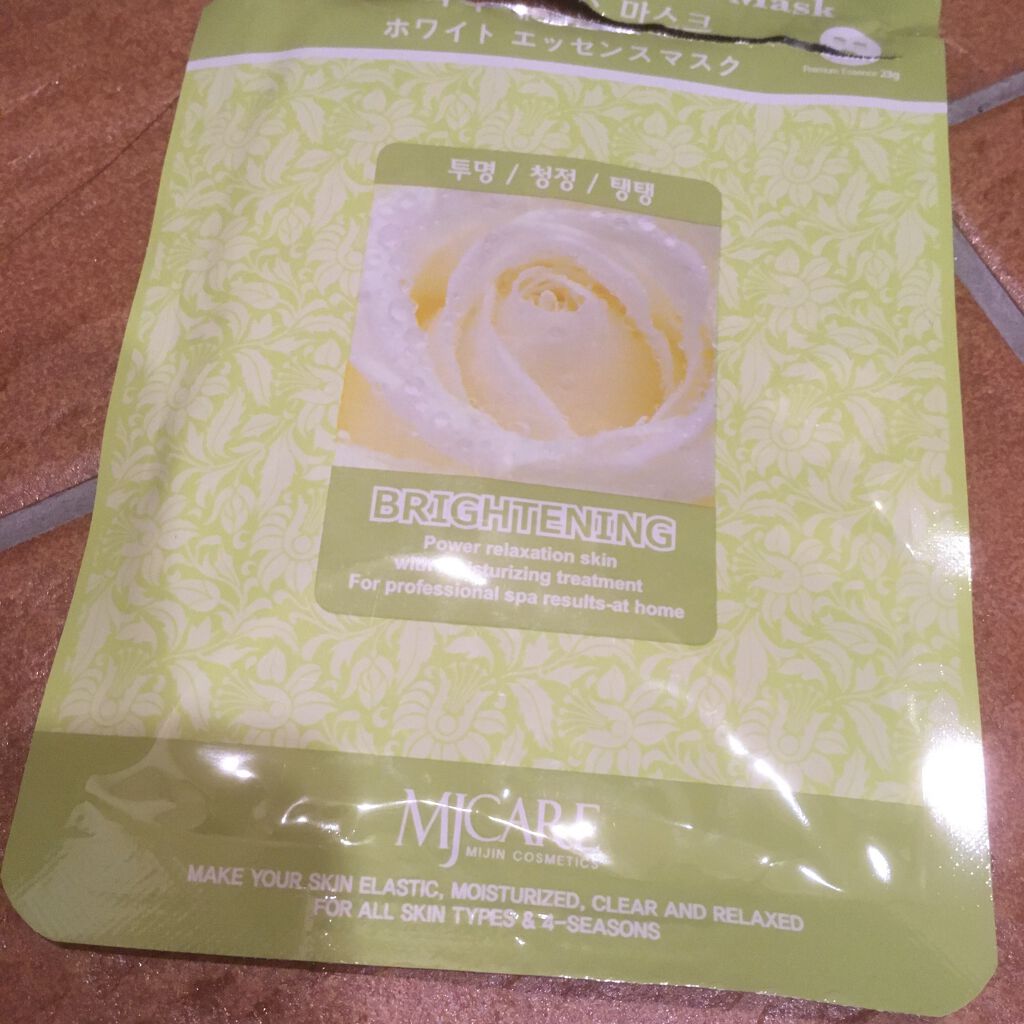 Mask
마스크
ホワイト エッセンスマスク
Premium Essence 23g
투명 / 청정 / 탱탱
BRIGHTENING
Power relaxation skin
treatment
For professional spa results-at home
MJCARE
MIJIN COSMETICS
MAKE YOUR SKIN ELASTIC, MOISTURIZED, CLEAR AND RELAXED
FOR ALL SKIN TYPES & 4-SEASONS